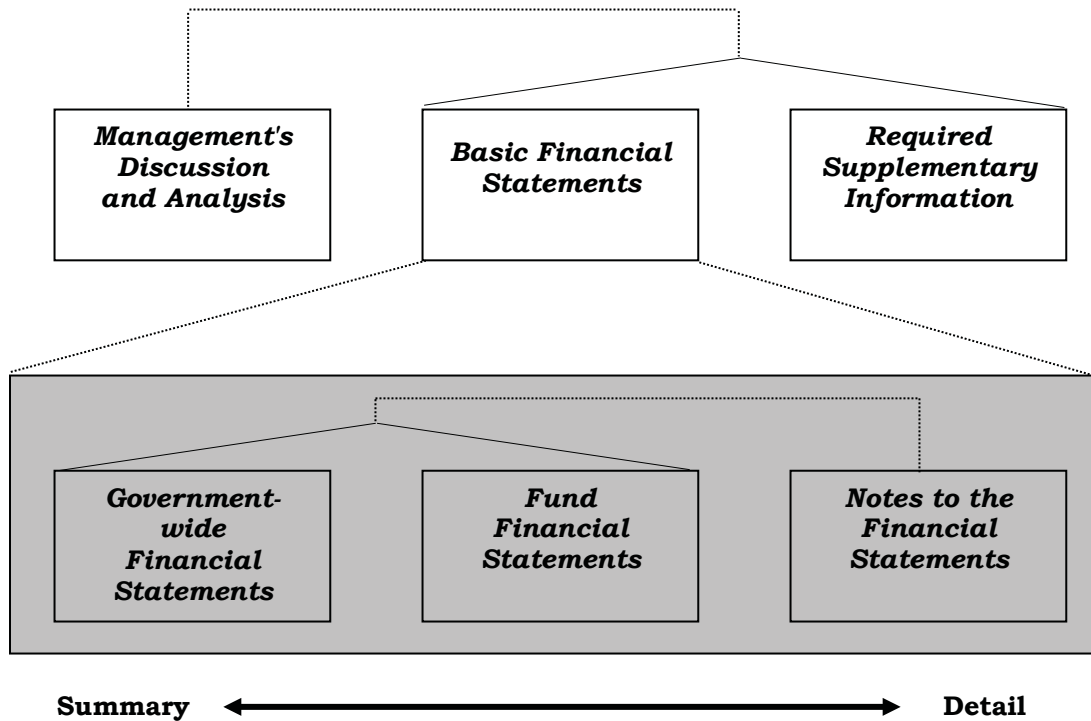 Management's
Discussion
and Analysis
Basic Financial
Statements
Required
Supplementary
Information
Government-
wide
Financial
Statements
Fund
Financial
Statements
Notes to the
Financial
Statements
Summary
Detail